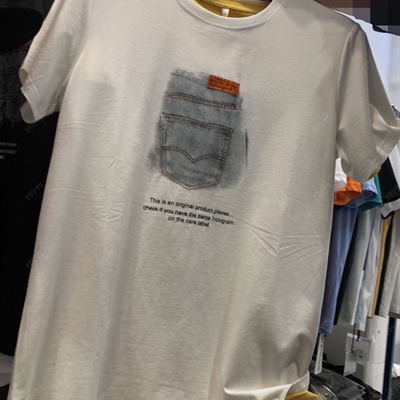 This is an original product,please
check if you have the same hologram
on the care label